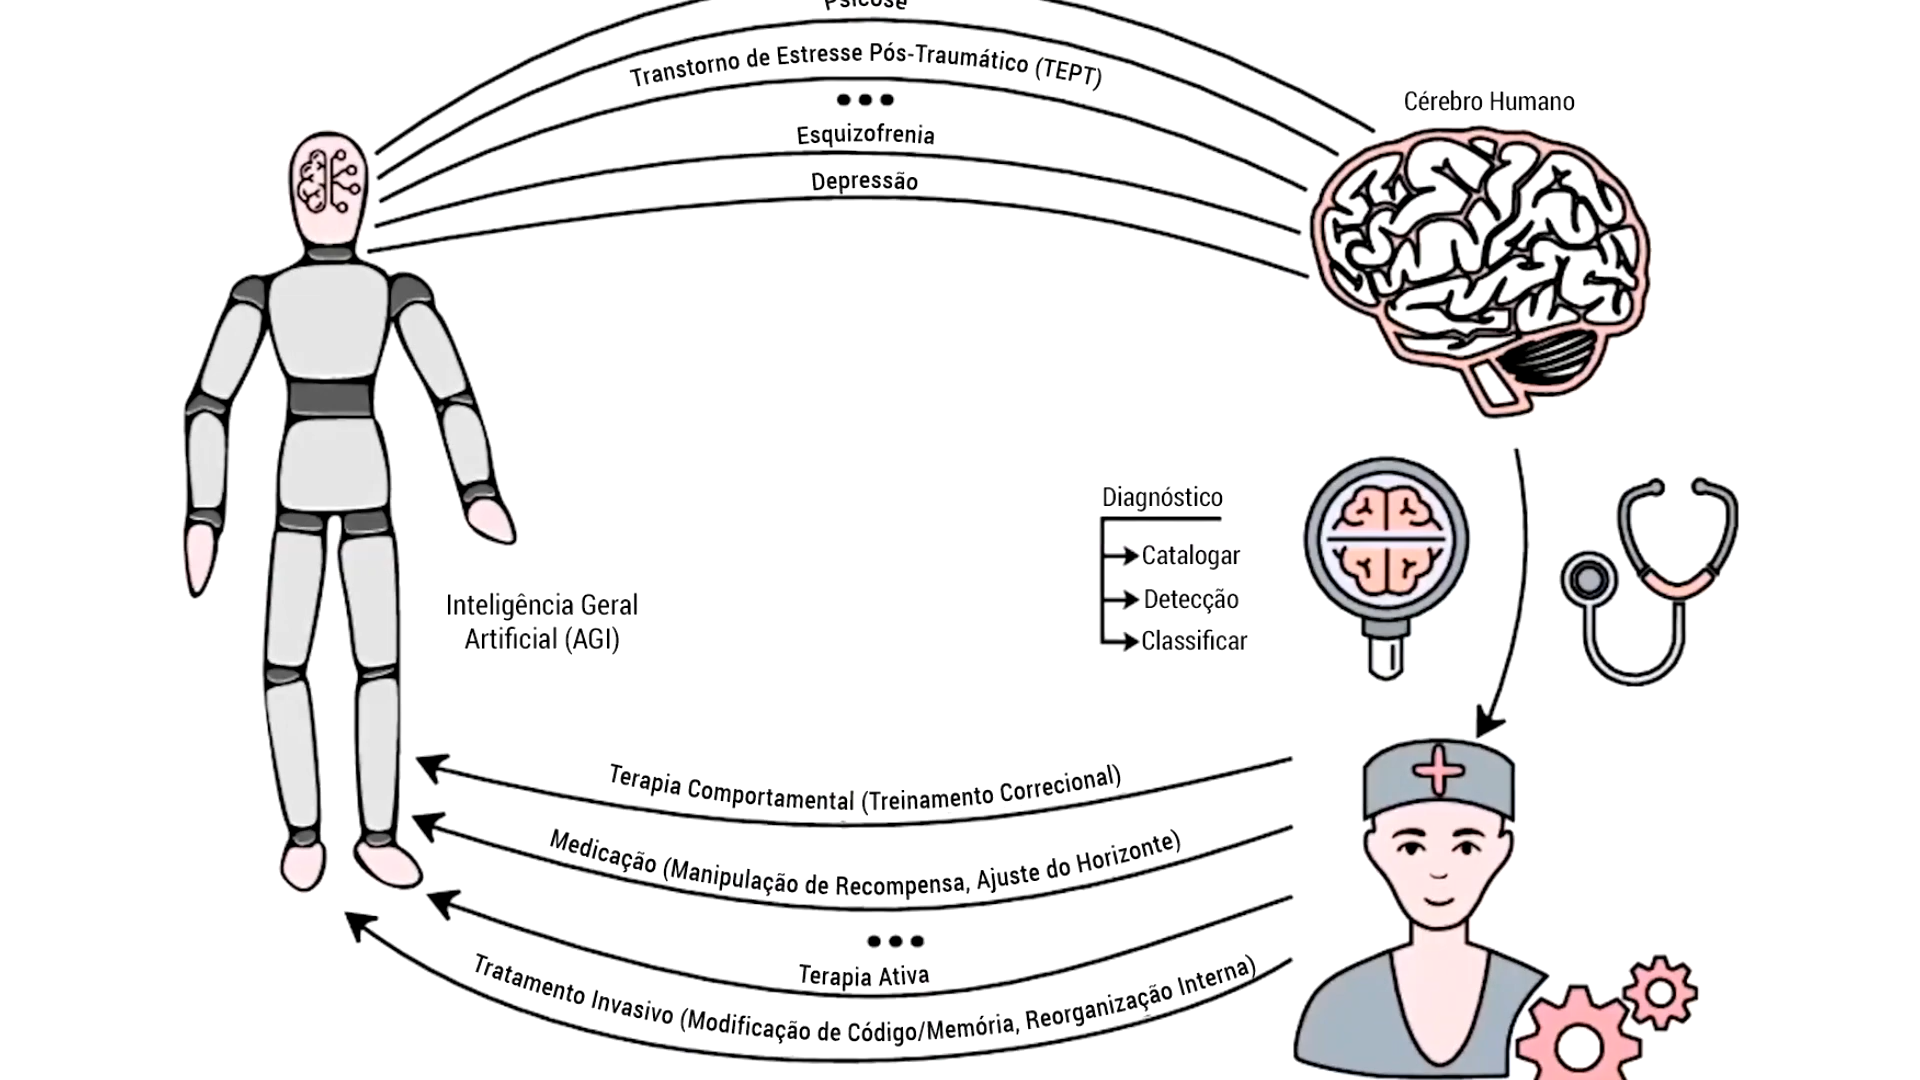 Psicose
Transtorno de Estresse Pós-Traumático (TEPT)
Esquizofrenia
Depressão
Cérebro Humano
Diagnóstico
Catalogar
Detecção
Classificar
Inteligência Geral
Artificial (AGI)
Terapia Comportamental (Treinamento Correcional)
Medicação (Manipulação de Recompensa, Ajuste do Horizonte)
Terapia Ativa
Tratamento Invasivo (Modificação de Código/Memória, Reorganização Interna)